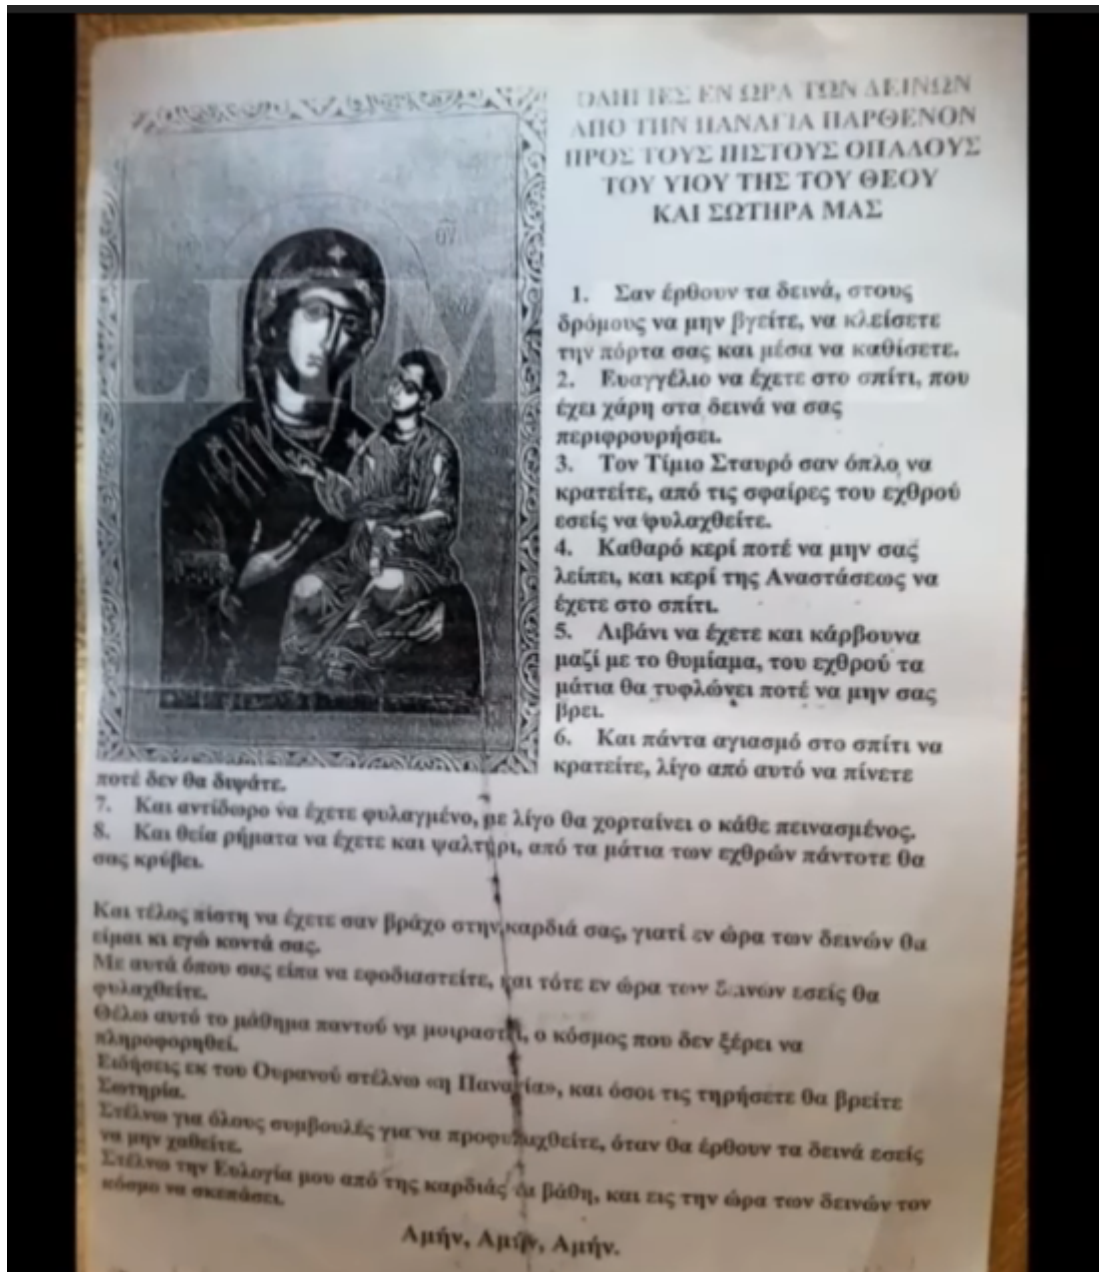 ΟΔΗΓΙΕΣ ΕΝ ΩΡΑ ΤΩΝ ΔΕΙΝΩΝ
ΑΠΟ ΤΗΝ ΠΑΝΑΓΙΑ ΠΑΡΘΕΝΟΝ
ΠΡΟΣ ΤΟΥΣ ΠΙΣΤΟΥΣ ΟΠΑΔΟΥΣ
ΤΟΥ ΥΙΟΥ ΤΗΣ ΤΟΥ ΘΕΟΥ
ΚΑΙ ΣΩΤΗΡΑ ΜΑΣ
1. Σαν έρθουν τα δεινά, στους
δρόμους να μην βγείτε, να κλείσετε
την πόρτα σας και μέσα να καθίσετε.
2. Ευαγγέλιο να έχετε στο σπίτι, που
έχει χάρη στα δεινά να σας
περιφρουρήσει.
3. Τον Τίμιο Σταυρό σαν όπλο να
κρατείτε, από τις σφαίρες του εχθρού
εσείς να φυλαχθείτε.
4. Καθαρό κερί ποτέ να μην σας
λείπει, και κερί της Αναστάσεως να
έχετε στο σπίτι.
5. Λιβάνι να έχετε και κάρβουνα
μαζί με το θυμίαμα, του εχθρού τα
μάτια θα τυφλώνει ποτέ να μην σας
βρει.
6. Και πάντα αγιασμό στο σπίτι να
κρατείτε, λίγο από αυτό να πίνετε
ποτέ δεν θα διψάτε.
7. Και αντίδωρο να έχετε φυλαγμένο, με λίγο θα χορταίνει ο κάθε πεινασμένος.
8. Και θεία ρήματα να έχετε και ψαλτήρι, από τα μάτια των εχθρών πάντοτε θα
σας κρύβει.
Και τέλος πίστη να έχετε σαν βράχο στην καρδιά σας, γιατί εν ώρα των δεινών θα
είμαι κι εγώ κοντά σας.
Με αυτά όπου σας είπα να εφοδιαστείτε, και τότε εν ώρα των δεινών εσείς θα
φυλαχθείτε.
Θέλω αυτό το μάθημα παντού να μοιραστεί, ο κόσμος που δεν ξέρει να
πληροφορηθεί.
Ειδήσεις εκ του Ουρανού στέλνω «η Παναγία», και όσοι τις τηρήσετε θα βρείτε
Σωτηρία.
Στέλνω για όλους συμβουλές για να προφυλαχθείτε, όταν θα έρθουν τα δεινά εσείς
να μην χαθείτε.
Στέλνω την Ευλογία μου από της καρδιάς τα βάθη, και εις την ώρα των δεινών τον
κόσμο να σκεπάσει.
Αμήν, Αμήν, Αμήν.